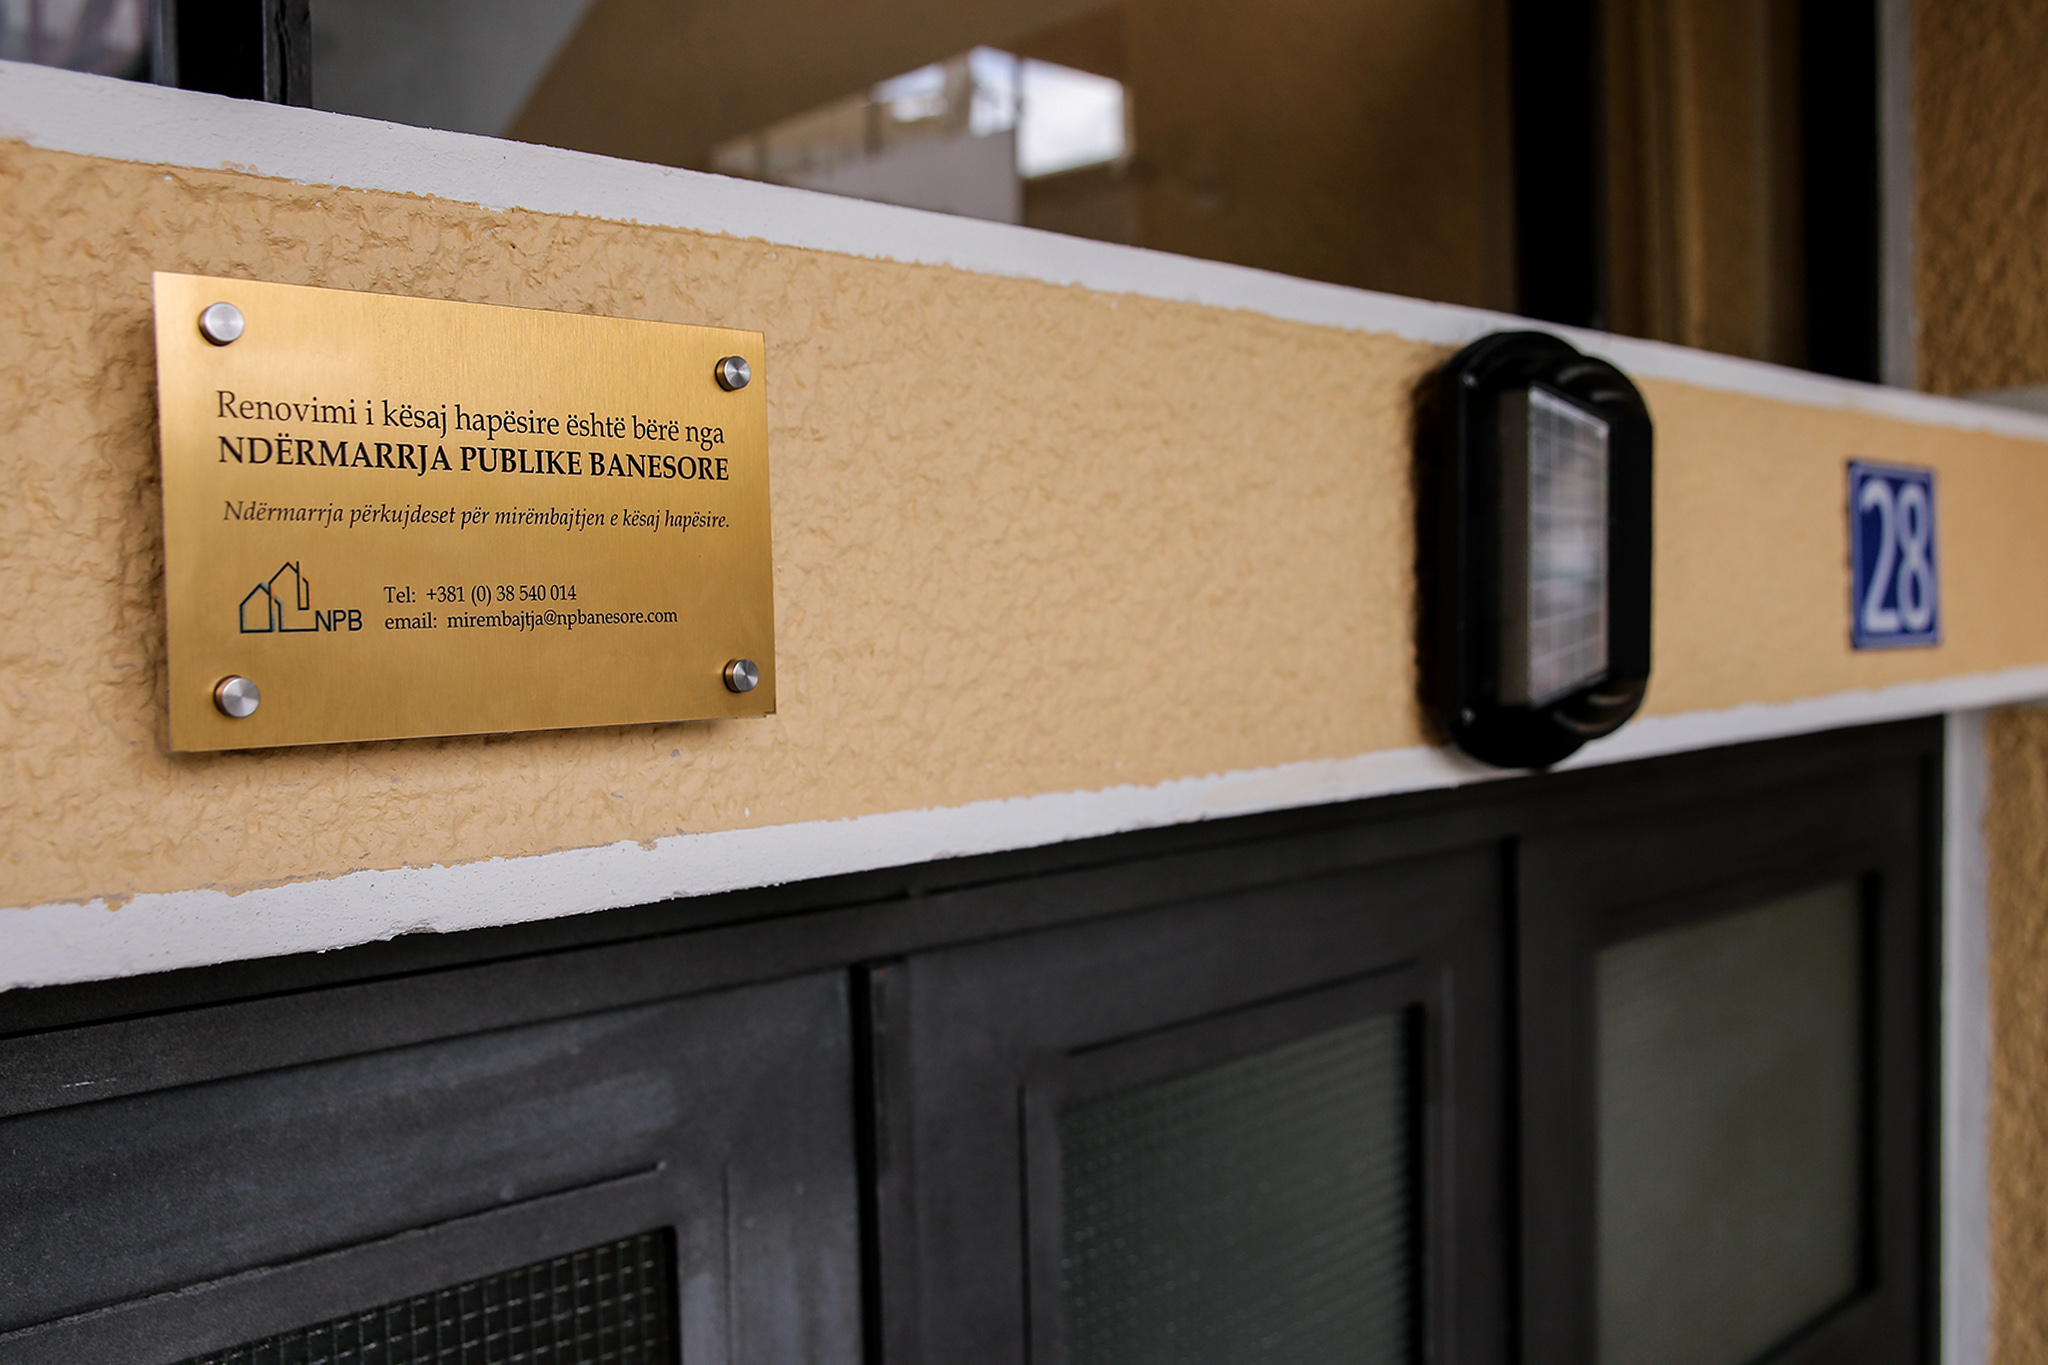 Renovimi i kësaj hapësire është bërë nga
NDËRMARRJA PUBLIKE BANESORE
Ndërmarrja përkujdeset për mirëmbajtjen e kësaj hapësire.
NPB
Tel: +381 (0) 38 540 014
email: mirembajtja@npbanesore.com
28